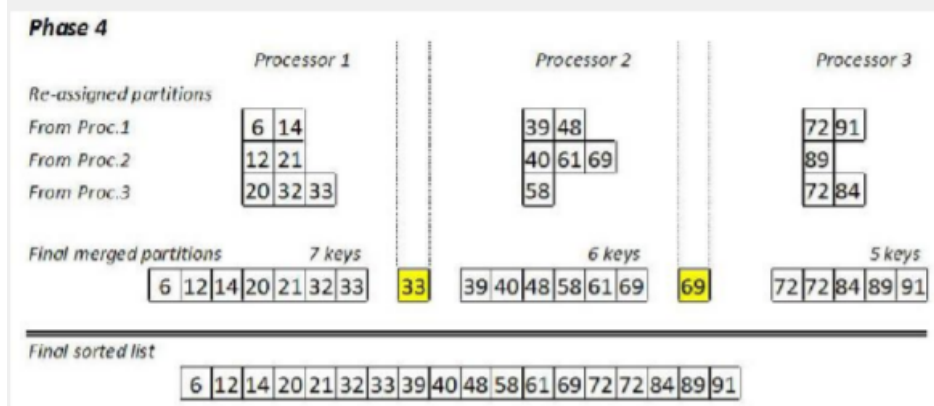 Phase 4
Processor 1 Processor 2 Processor 3
Re-assigned partitions
From Proc.1 6 14 39 48 72 91
From Proc.2 12 21 40 61 69 89
From Proc.3 20 32 33 58 72 84
Final merged partitions 7 keys 6 keys 5 keys
6 12 14 20 21 32 33 33 39 40 48 58 61 69 69 72 72 84 89 91
Final sorted list
6 12 14 20 21 32 33 39 40 48 58 61 69 72 72 84 89 91